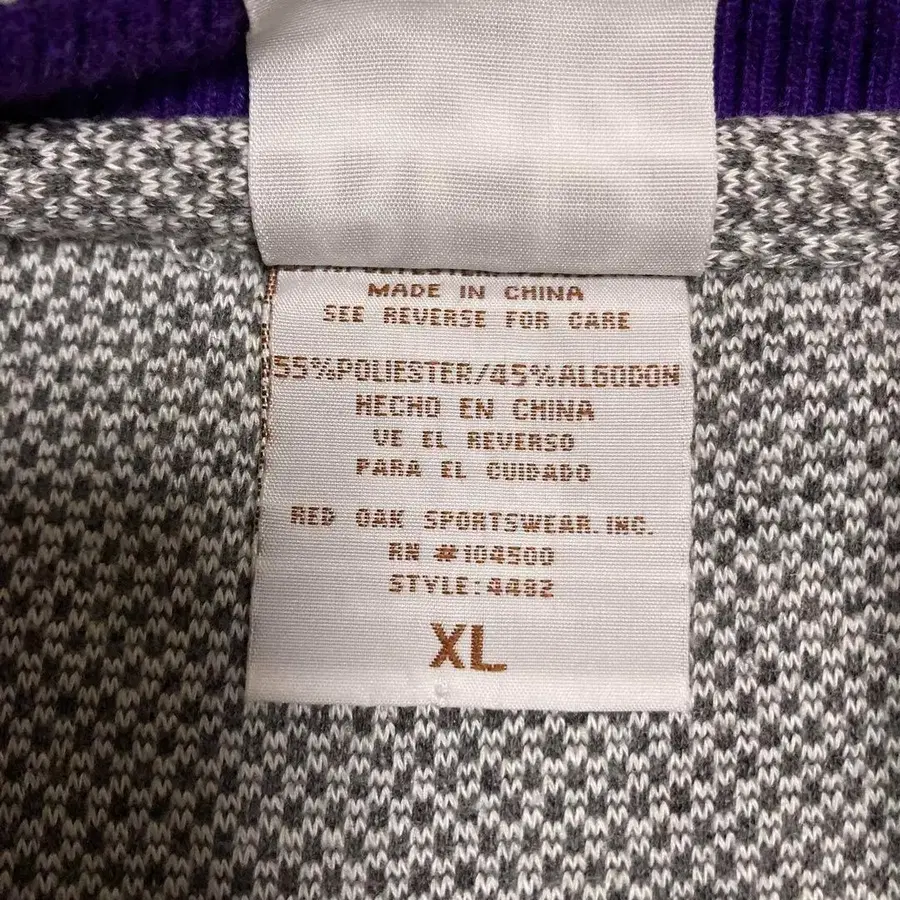 MADE IN CHINA
SEE REVERSE FOR CARE
55%POLIESTER/45%ALGODON
HECHO EN CHINA
VE EL REVERSO
PARA EL CUIDADO
RED OAK SPORTSWEAR.INC.
RN #104500
STYLE:4482
XL